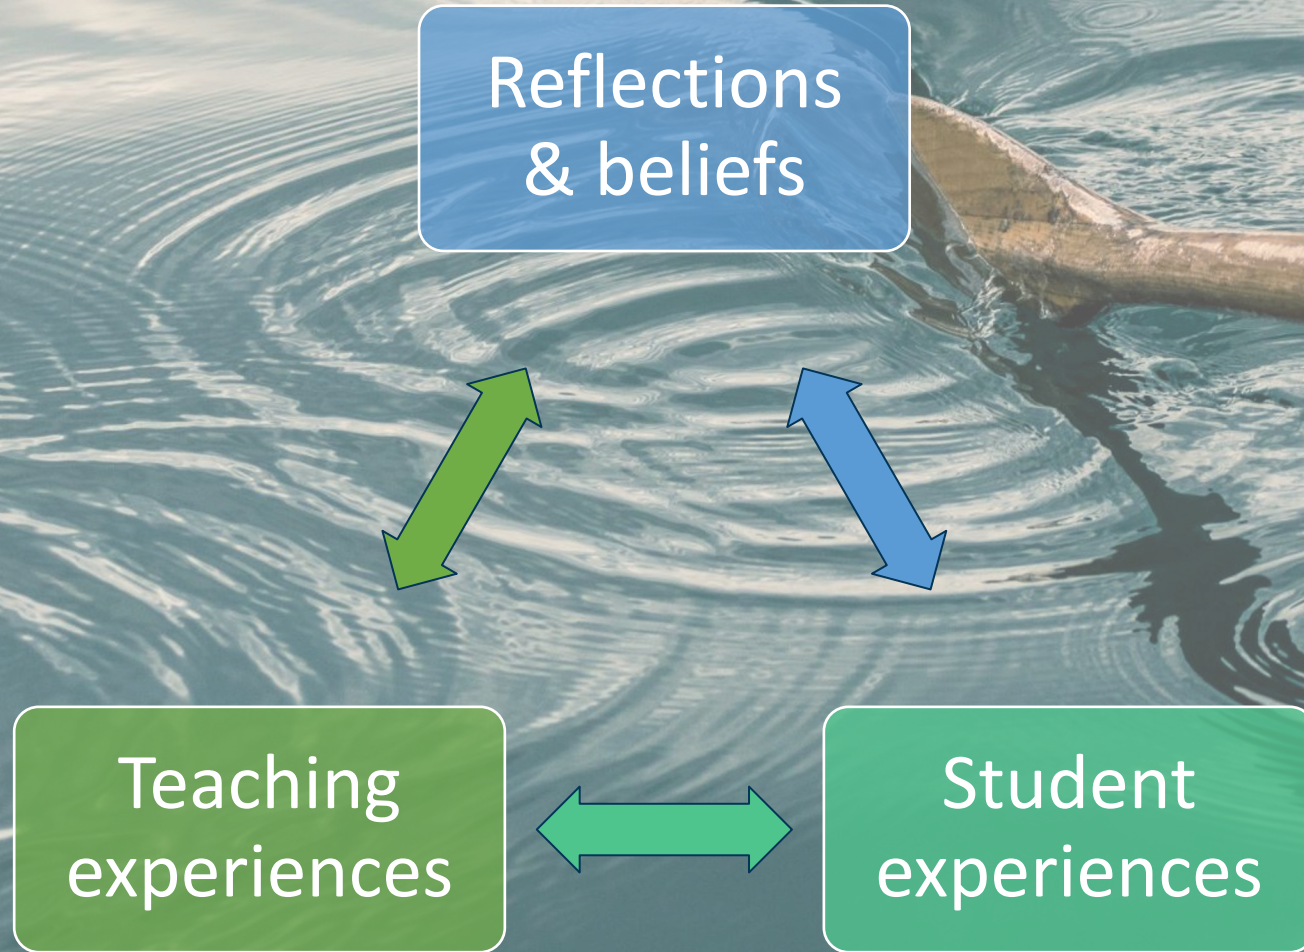 Reflections
& beliefs
Teaching
experiences
Student
experiences